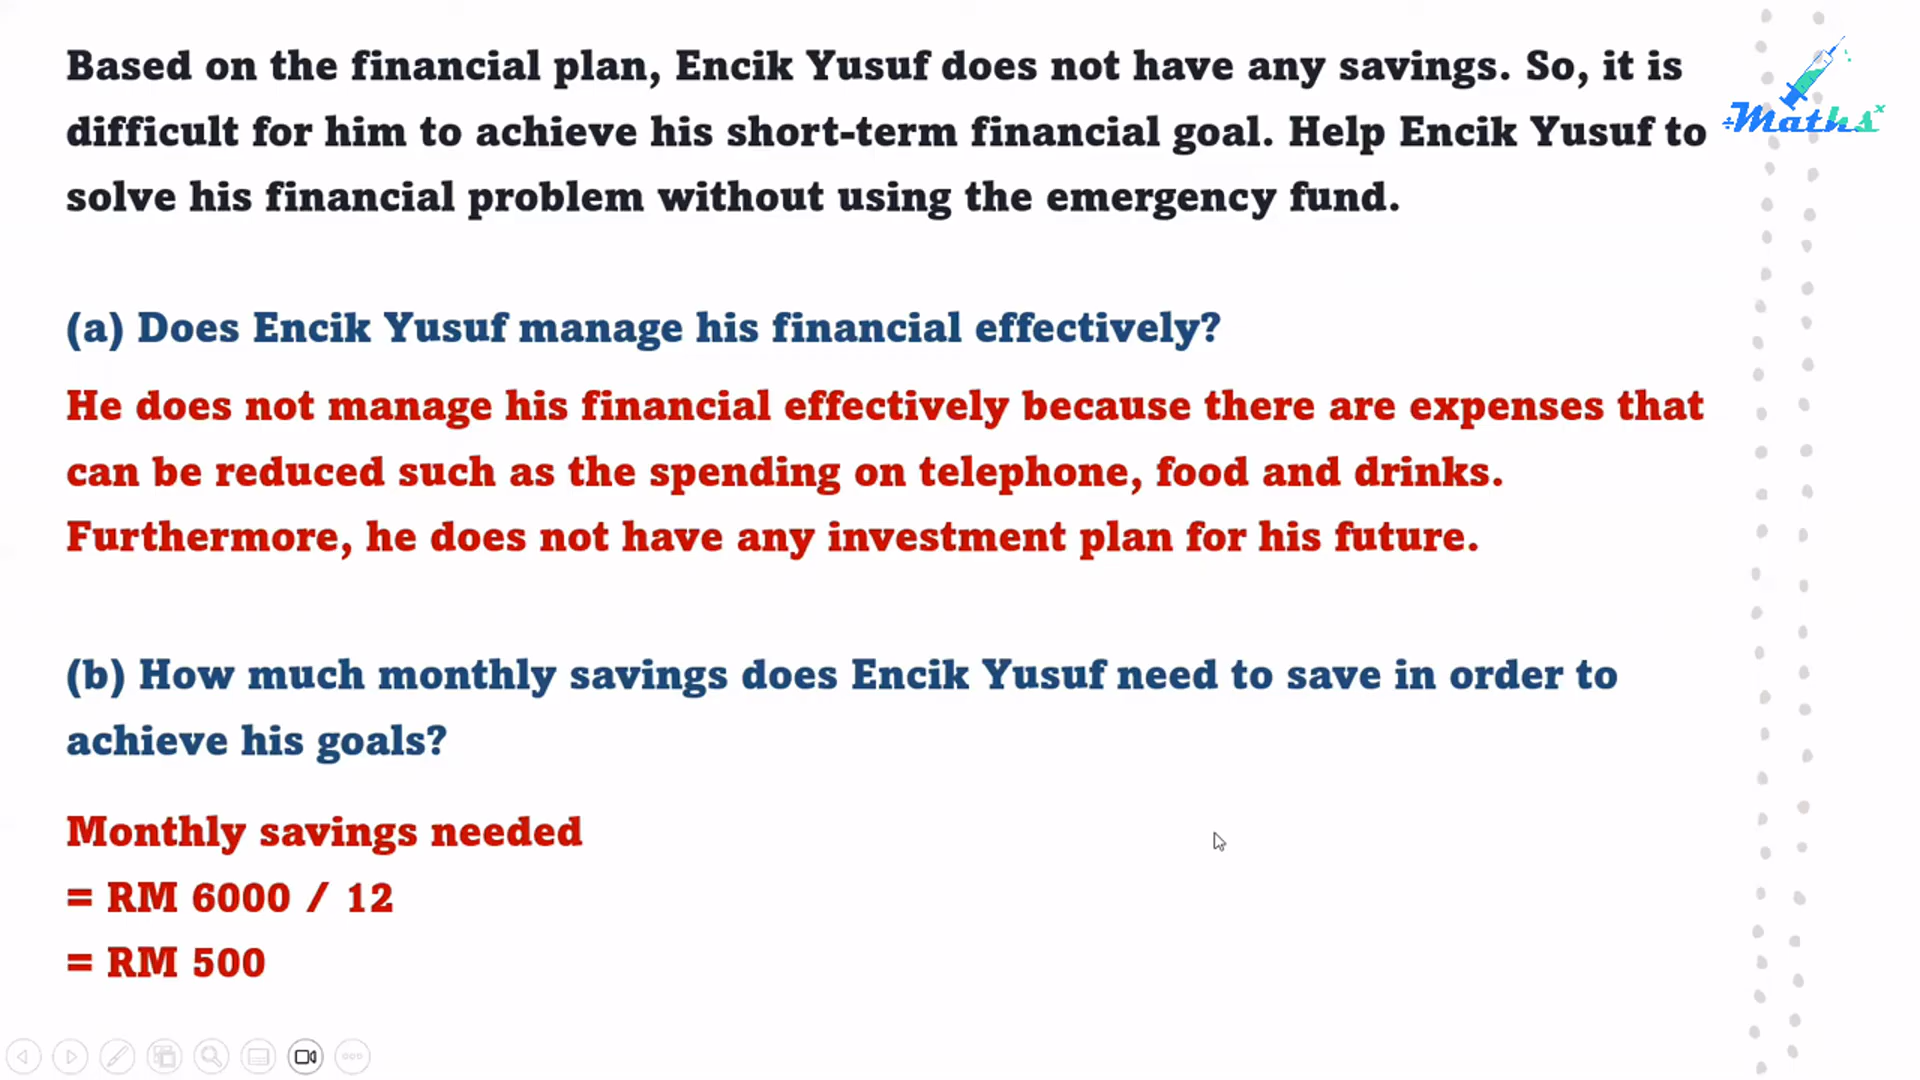 Based on the financial plan, Encik Yusuf does not have any savings. So, it is
difficult for him to achieve his short-term financial goal. Help Encik Yusuf to
solve his financial problem without using the emergency fund.
÷Maths×
(a) Does Encik Yusuf manage his financial effectively?
He does not manage his financial effectively because there are expenses that
can be reduced such as the spending on telephone, food and drinks.
Furthermore, he does not have any investment plan for his future.
(b) How much monthly savings does Encik Yusuf need to save in order to
achieve his goals?
Monthly savings needed
= RM 6000 / 12
= RM 500